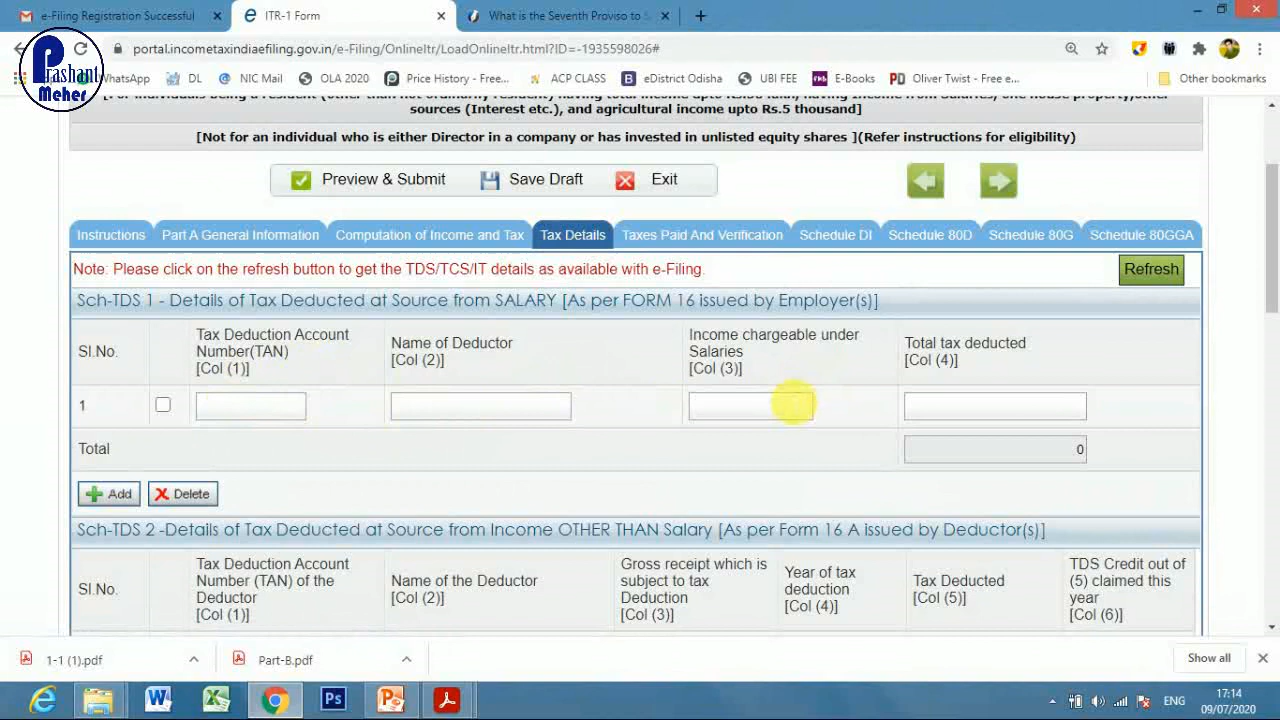 e-Filing Registration Successful
ITR-1 Form
What is the Seventh Proviso to
portal.incometaxindiaefiling.gov.in/e-Filing/OnlineItr/LoadOnlineItr.html?ID=-1935598026#
Prashant
Meher
WhatsApp
DL
NIC Mail
OLA 2020
Price History - Free...
ACP CLASS
eDistrict Odisha
UBI FEE
E-Books
Oliver Twist - Free e...
Other bookmarks
sources (Interest etc.), and agricultural income upto Rs.5 thousand]
[Not for an individual who is either Director in a company or has invested in unlisted equity shares ](Refer instructions for eligibility)
Preview & Submit
Save Draft
Exit
Instructions
Part A General Information
Computation of Income and Tax
Tax Details
Taxes Paid And Verification
Schedule DI
Schedule 80D
Schedule 80G
Schedule 80GGA
Note: Please click on the refresh button to get the TDS/TCS/IT details as available with e-Filing.
Refresh
Sch-TDS 1 - Details of Tax Deducted at Source from SALARY [As per FORM 16 issued by Employer(s)]
Sl.No.
Tax Deduction Account
Number(TAN)
[Col (1)]
Name of Deductor
[Col (2)]
Income chargeable under
Salaries
[Col (3)]
Total tax deducted
[Col (4)]
1
Total
0
Add
Delete
Sch-TDS 2 -Details of Tax Deducted at Source from Income OTHER THAN Salary [As per Form 16 A issued by Deductor(s)]
Sl.No.
Tax Deduction Account
Number (TAN) of the
Deductor
[Col (1)]
Name of the Deductor
[Col (2)]
Gross receipt which is
subject to tax
Deduction
[Col (3)]
Year of tax
deduction
[Col (4)]
Tax Deducted
[Col (5)]
TDS Credit out of
(5) claimed this
year
[Col (6)]
1-1 (1).pdf
Part-B.pdf
Show all
ENG
17:14
09/07/2020